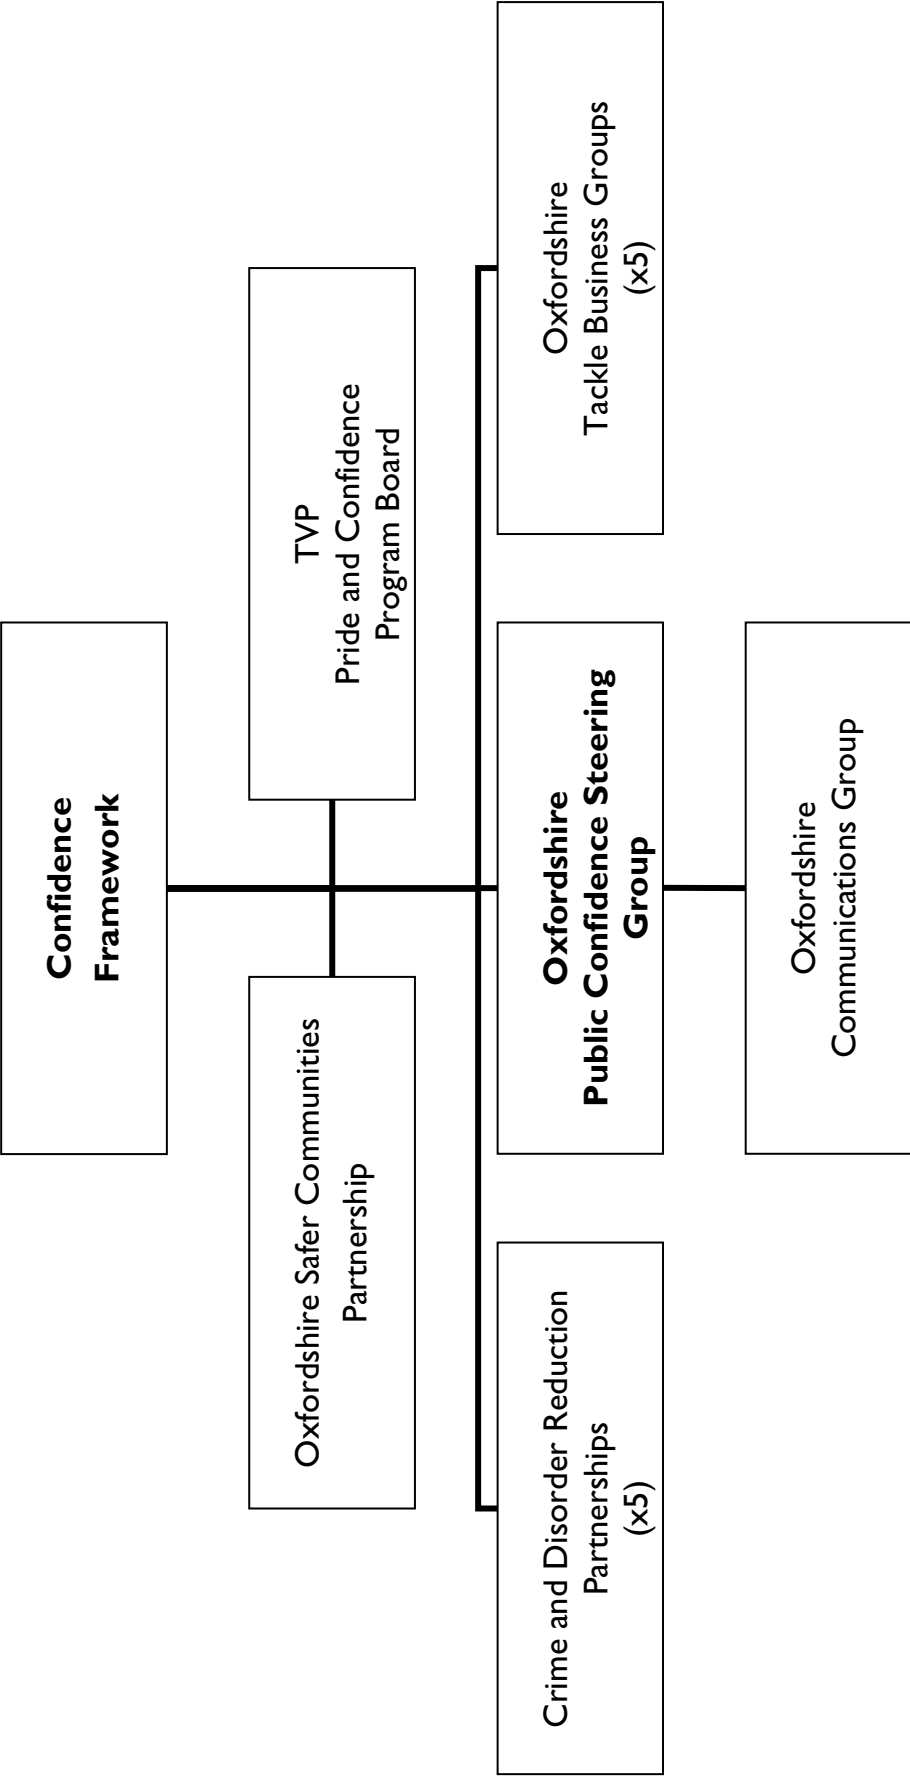 Confidence
Framework
Oxfordshire Safer Communities
Partnership
TVP
Pride and Confidence
Program Board
Crime and Disorder Reduction
Partnerships
(x5)
Oxfordshire
Public Confidence Steering
Group
Oxfordshire
Tackle Business Groups
(x5)
Oxfordshire
Communications Group